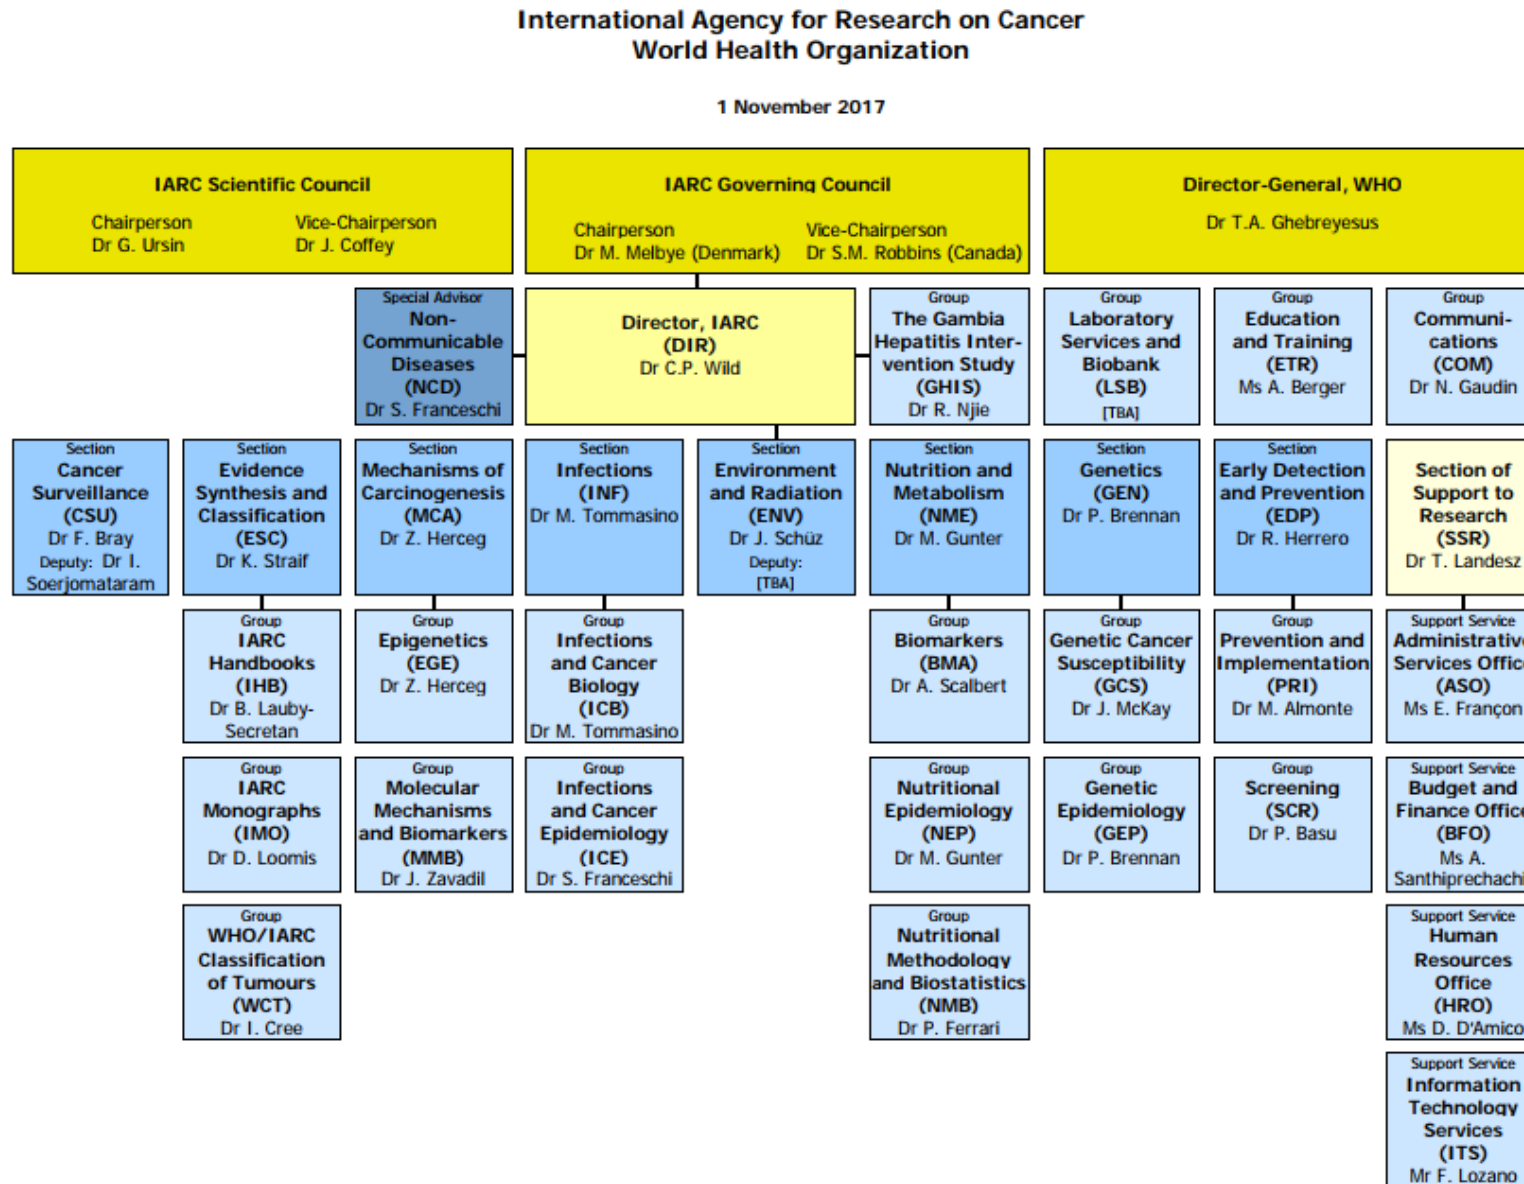 International Agency for Research on Cancer
World Health Organization
1 November 2017
IARC Scientific Council
Chairperson
Dr G. Ursin
Vice-Chairperson
Dr J. Coffey
IARC Governing Council
Chairperson
Dr M. Melbye (Denmark)
Vice-Chairperson
Dr S.M. Robbins (Canada)
Director-General, WHO
Dr T.A. Ghebreyesus
Special Advisor
Non-
Communicable
Diseases
(NCD)
Dr S. Franceschi
Director, IARC
(DIR)
Dr C.P. Wild
Group
The Gambia
Hepatitis Inter-
vention Study
(GHIS)
Dr R. Njie
Group
Laboratory
Services and
Biobank
(LSB)
[TBA]
Group
Education
and Training
(ETR)
Ms A. Berger
Group
Communi-
cations
(COM)
Dr N. Gaudin
Section
Cancer
Surveillance
(CSU)
Dr F. Bray
Deputy: Dr I.
Soerjomataram
Section
Evidence
Synthesis and
Classification
(ESC)
Dr K. Straif
Section
Mechanisms of
Carcinogenesis
(MCA)
Dr Z. Herceg
Section
Infections
(INF)
Dr M. Tommasino
Section
Environment
and Radiation
(ENV)
Dr J. Schüz
Deputy:
[TBA]
Section
Nutrition and
Metabolism
(NME)
Dr M. Gunter
Section
Genetics
(GEN)
Dr P. Brennan
Section
Early Detection
and Prevention
(EDP)
Dr R. Herrero
Section of
Support to
Research
(SSR)
Dr T. Landesz
Group
IARC
Handbooks
(IHB)
Dr B. Lauby-
Secretan
Group
Epigenetics
(EGE)
Dr Z. Herceg
Group
Infections
and Cancer
Biology
(ICB)
Dr M. Tommasino
Group
Biomarkers
(BMA)
Dr A. Scalbert
Group
Genetic Cancer
Susceptibility
(GCS)
Dr J. McKay
Group
Prevention and
Implementation
(PRI)
Dr M. Almonte
Support Service
Administrative
Services Office
(ASO)
Ms E. Françon
Group
IARC
Monographs
(IMO)
Dr D. Loomis
Group
Molecular
Mechanisms
and Biomarkers
(MMB)
Dr J. Zavadil
Group
Infections
and Cancer
Epidemiology
(ICE)
Dr S. Franceschi
Group
Nutritional
Epidemiology
(NEP)
Dr M. Gunter
Group
Genetic
Epidemiology
(GEP)
Dr P. Brennan
Group
Screening
(SCR)
Dr P. Basu
Support Service
Budget and
Finance Office
(BFO)
Ms A.
Santhiprechachi
Group
WHO/IARC
Classification
of Tumours
(WCT)
Dr I. Cree
Group
Nutritional
Methodology
and Biostatistics
(NMB)
Dr P. Ferrari
Support Service
Human
Resources
Office
(HRO)
Ms D. D'Amico
Support Service
Information
Technology
Services
(ITS)
Mr F. Lozano